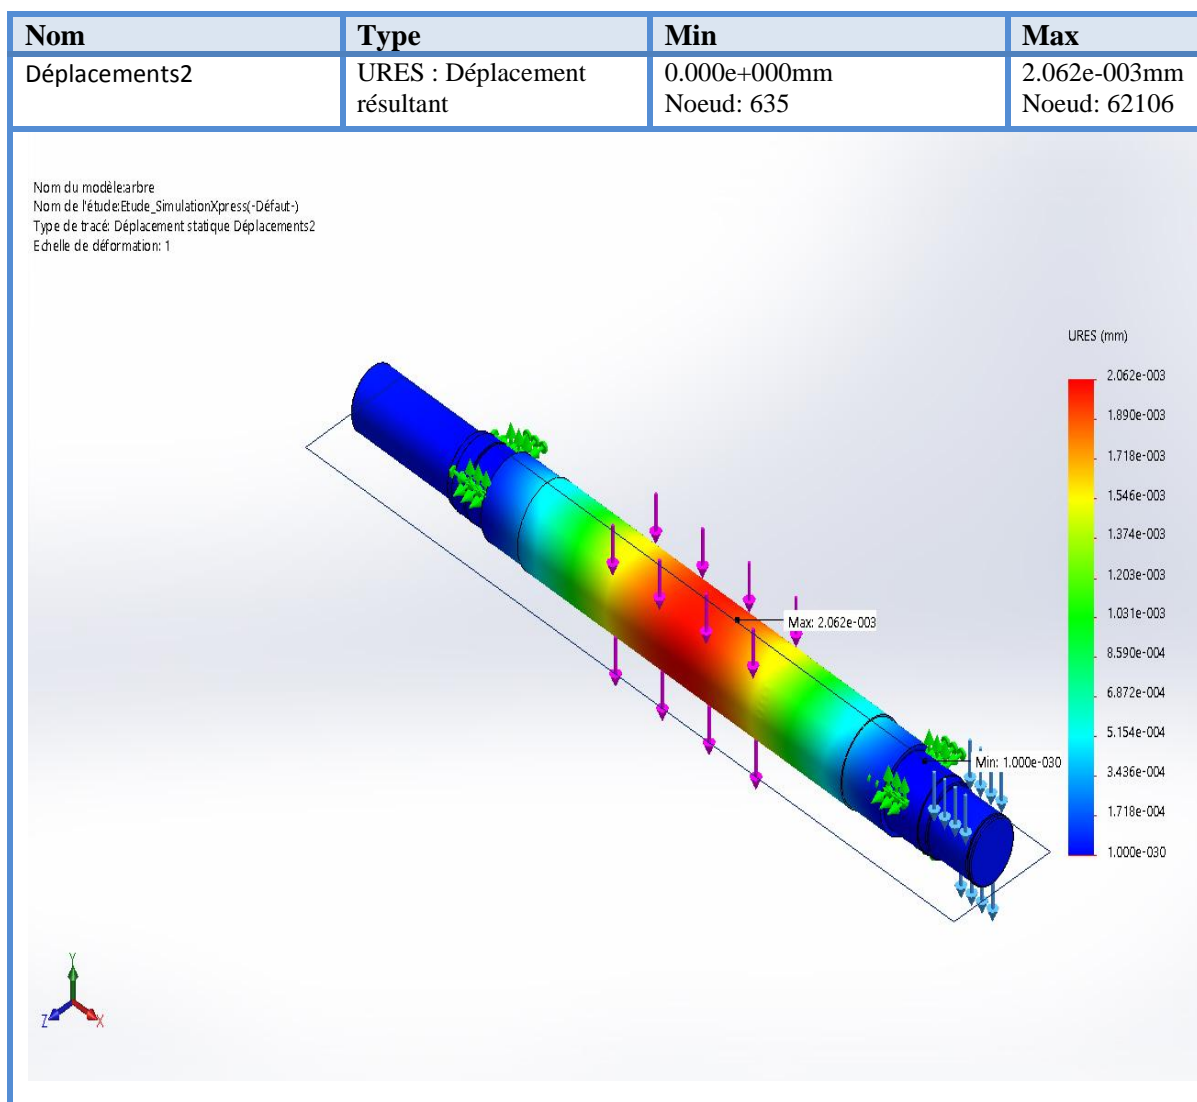 Nom Type Min Max
Déplacements2 URES : Déplacement 0.000e+000mm 2.062e-003mm
résultant Noeud: 635 Noeud: 62106
Nom du modèle:arbre
Nom de l'étude:Etude_SimulationXpress(-Défaut-)
Type de tracé: Déplacement statique Déplacements2
Echelle de déformation: 1
URES (mm)
2.062e-003
1.890e-003
1.718e-003
1.546e-003
1.374e-003
1.203e-003
1.031e-003
8.590e-004
6.872e-004
5.154e-004
3.436e-004
1.718e-004
1.000e-030
Max: 2.062e-003
Min: 1.000e-030
Y
Z
X